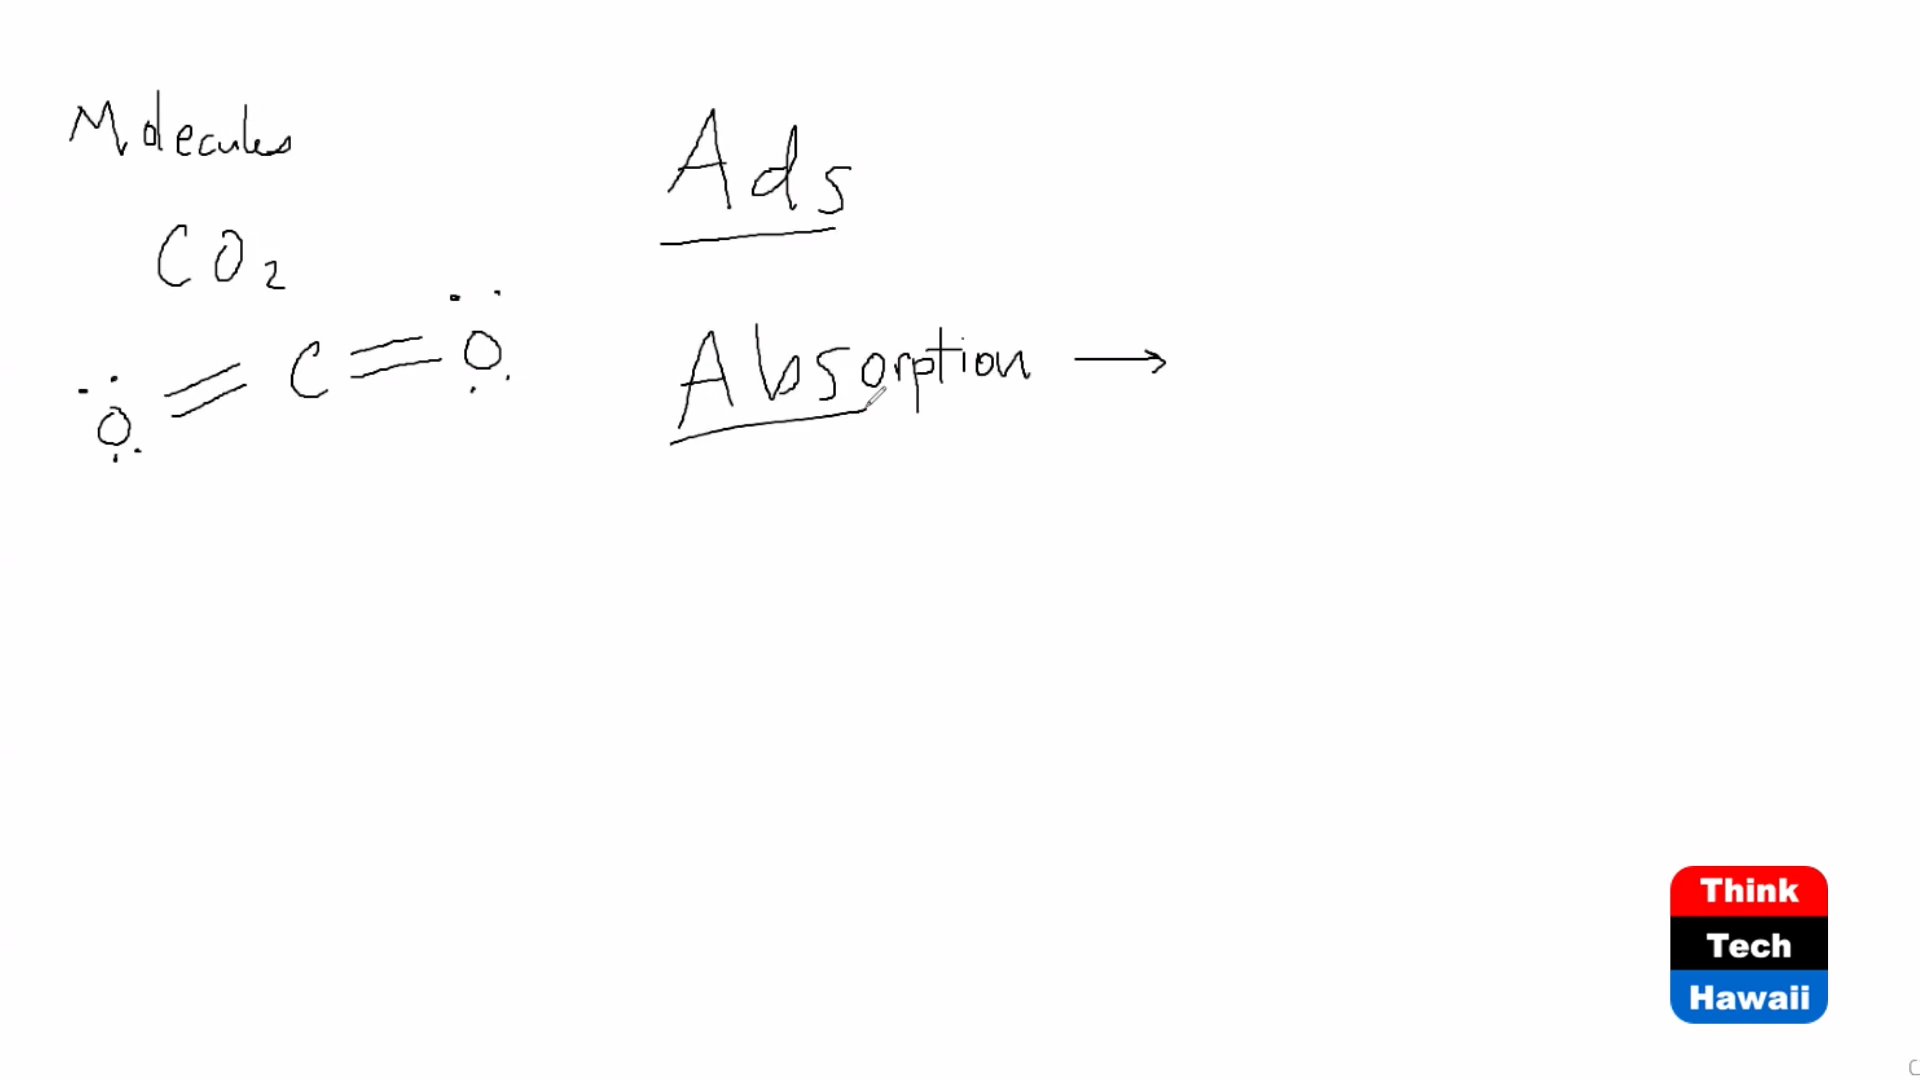 Molecules
CO₂
O = C = O
Ads
Absorption →
Think
Tech
Hawaii